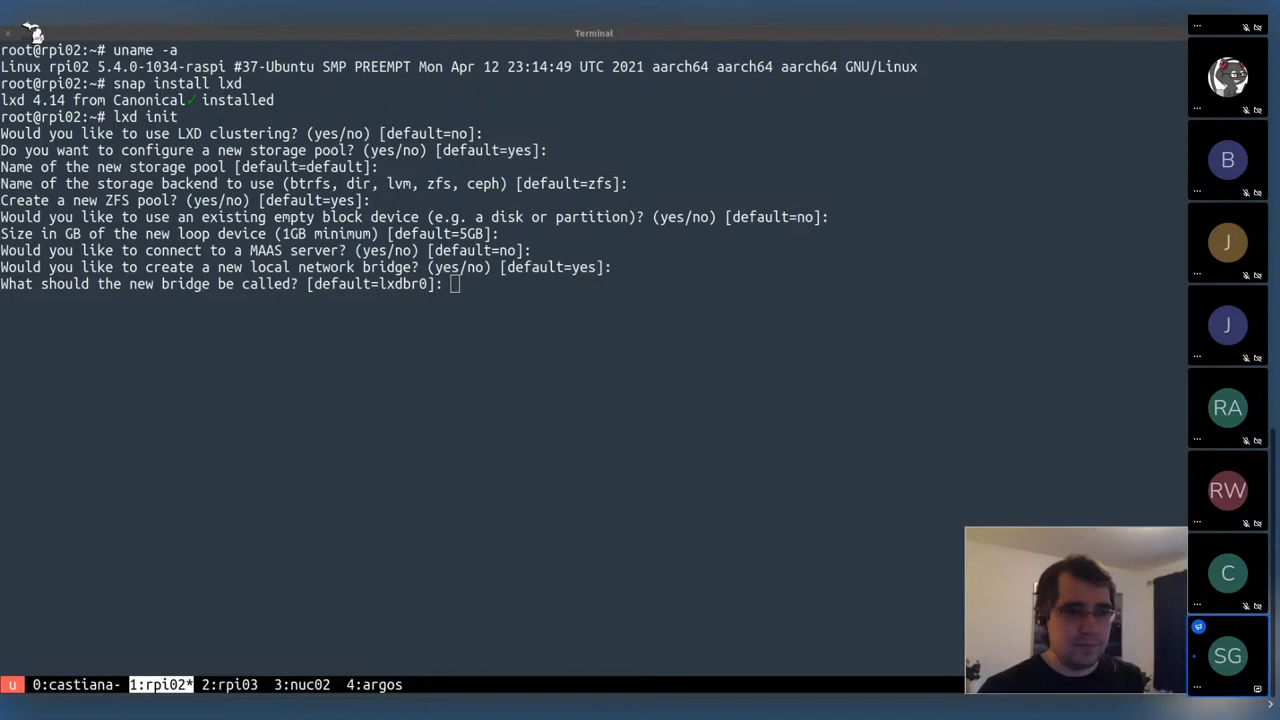 Terminal
root@rpi02:~# uname -a
Linux rpi02 5.4.0-1034-raspi #37-Ubuntu SMP PREEMPT Mon Apr 12 23:14:49 UTC 2021 aarch64 aarch64 aarch64 GNU/Linux
root@rpi02:~# snap install lxd
lxd 4.14 from Canonical✓ installed
root@rpi02:~# lxd init
Would you like to use LXD clustering? (yes/no) [default=no]:
Do you want to configure a new storage pool? (yes/no) [default=yes]:
Name of the new storage pool [default=default]:
Name of the storage backend to use (btrfs, dir, lvm, zfs, ceph) [default=zfs]:
Create a new ZFS pool? (yes/no) [default=yes]:
Would you like to use an existing empty block device (e.g. a disk or partition)? (yes/no) [default=no]:
Size in GB of the new loop device (1GB minimum) [default=5GB]:
Would you like to connect to a MAAS server? (yes/no) [default=no]:
Would you like to create a new local network bridge? (yes/no) [default=yes]:
What should the new bridge be called? [default=lxdbr0]:
u 0:castiana- 1:rpi02* 2:rpi03 3:nuc02 4:argos
B
J
J
RA
RW
C
SG